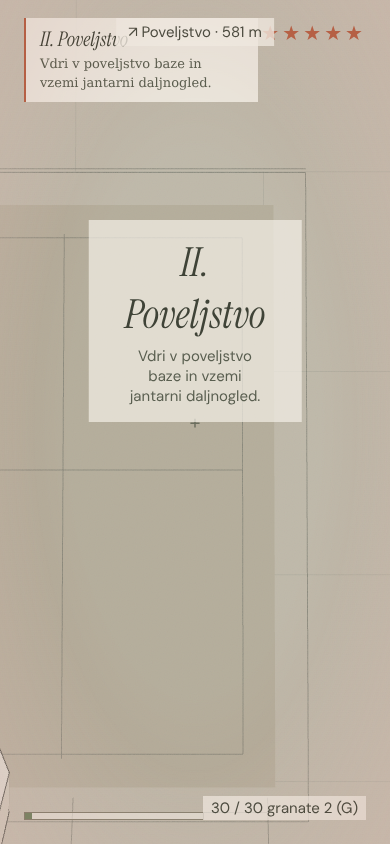 II. Poveljstvo
↗ Poveljstvo · 581 m
★★★★★
Vdri v poveljstvo baze in
vzemi jantarni daljnogled.
II.
Poveljstvo
Vdri v poveljstvo
baze in vzemi
jantarni daljnogled.
+
30 / 30 granate 2 (G)